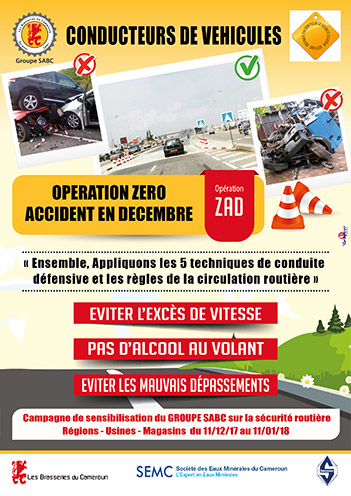 Groupe SABC
CONDUCTEURS DE VEHICULES
OPERATION ZERO
ACCIDENT EN DECEMBRE
Opération
ZAD
« Ensemble, Appliquons les 5 techniques de conduite
défensive et les règles de la circulation routière »
EVITER L'EXCÉS DE VITESSE
PAS D'ALCOOL AU VOLANT
EVITER LES MAUVAIS DÉPASSEMENTS
Campagne de sensibilisation du GROUPE SABC sur la sécurité routière
Régions - Usines - Magasins du 11/12/17 au 11/01/18
Les Brasseries du Cameroun
SEMC
Société des Eaux Minérales du Cameroun
L'Expert en Eaux Minérales